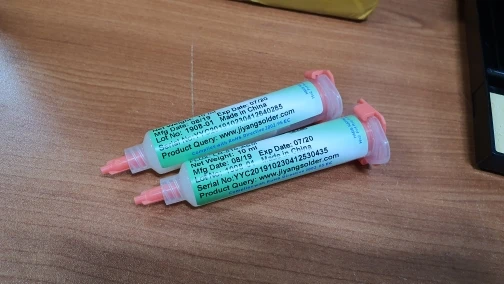 Mfg Date: 08/19 Exp Date: 07/20
Lot No: 1908-01 Made in China
Product Query: www.jiyangsolder.com
Net Weight: 10 ml
Mfg Date: 08/19 Exp Date: 07/20
Made in China
Serial No:YYC201910230412530435
Product Query: www.jiyangsolder.com